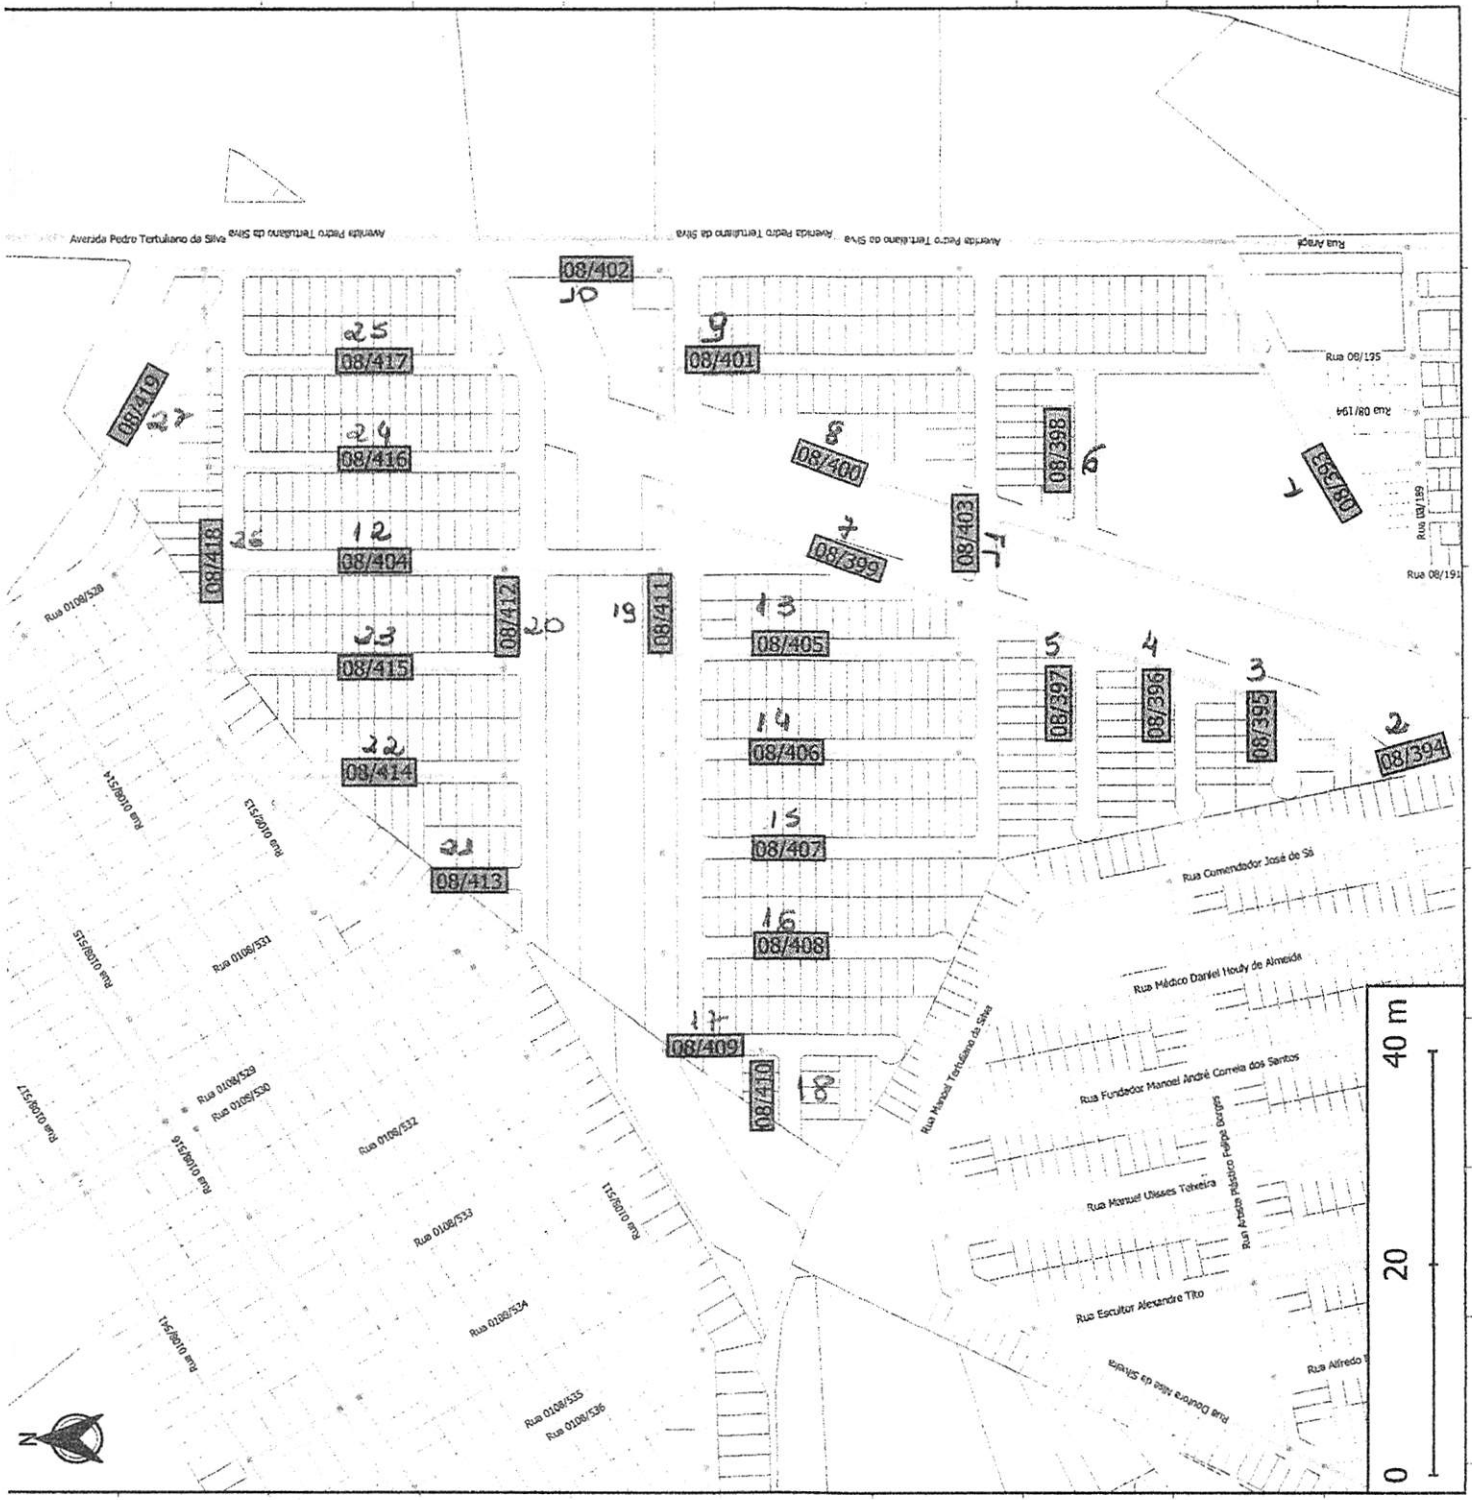 Avenida Pedro Tertuliano da Silva
Avenida Pedro Tertuliano da Silva
Avenida Pedro Tertuliano da Silva
Avenida Pedro Tertuliano da Silva
Rua Araçá
08/402
10
25
08/417
9
08/401
Rua 08/195
08/419
27
Rua 08/194
24
08/416
8
08/400
08/398
6
08/393
1
Rua 08/189
08/418
12
08/404
7
08/399
08/403
11
Rua 08/191
Rua 0108/528
08/412
20
19
08/411
13
08/405
23
08/415
5
08/397
4
08/396
3
08/395
2
08/394
14
08/406
22
08/414
Rua 0108/514
Rua 0108/513
15
08/407
21
08/413
Rua Comendador José de Sá
16
08/408
Rua 0108/515
Rua 0108/531
Rua Médico Daniel Houly de Almeida
17
08/409
08/410
18
Rua Manoel Tertuliano da Silva
Rua 0108/517
Rua 0108/529
Rua 0108/530
Rua Fundador Manoel André Correia dos Santos
Rua 0108/532
Rua 0108/516
Rua Artista Plástico Felipe Borges
Rua Manuel Ulisses Teixeira
Rua 0108/533
Rua 0108/511
Rua 0108/541
Rua 0108/534
Rua Escultor Alexandre Tito
Rua Doutora Nise da Silveira
Rua Alfredo
Rua 0108/535
Rua 0108/536
N
0 20 40 m